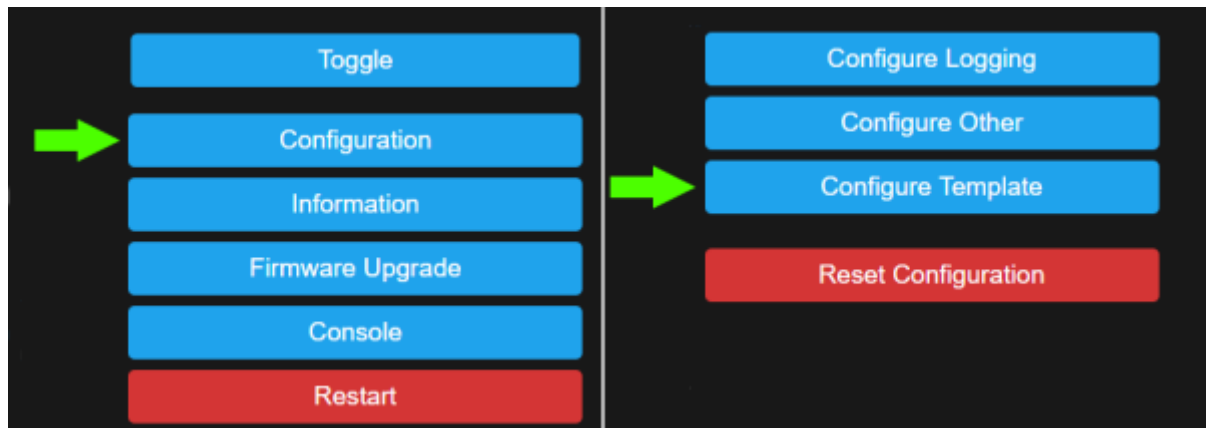 Toggle
Configuration
Information
Firmware Upgrade
Console
Restart
Configure Logging
Configure Other
Configure Template
Reset Configuration